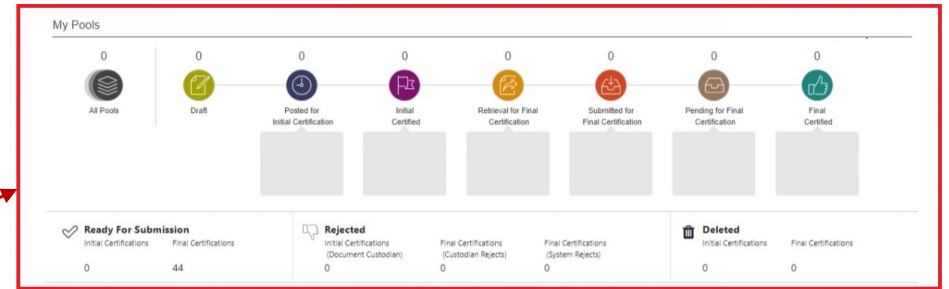 My Pools
0 0 0 0 0 0 0 0
All Pools Draft Posted for Initial Retrieval for Final Submitted for Pending for Final Final
Initial Certification Certified Certification Final Certification Certification Certified
Ready For Submission Rejected Deleted
Initial Certifications Final Certifications Initial Certifications Final Certifications Final Certifications Initial Certifications Final Certifications
(Document Custodian) (Custodian Rejects) (System Rejects)
0 44 0 0 0 0 0